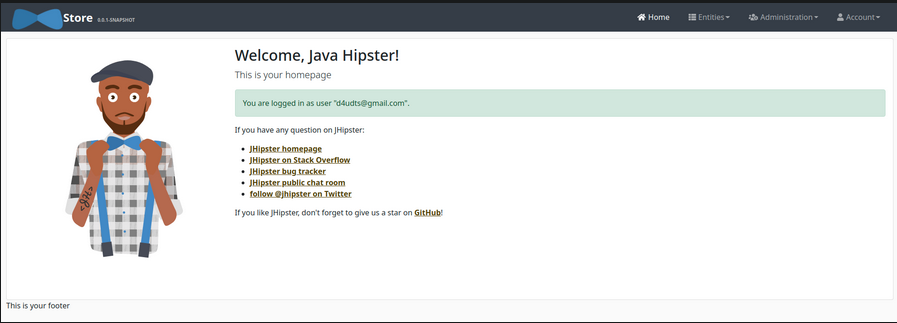 Store 0.0.1-SNAPSHOT Home Entities Administration Account
Welcome, Java Hipster!
This is your homepage
You are logged in as user "d4udts@gmail.com".
If you have any question on JHipster:
JHipster homepage
JHipster on Stack Overflow
JHipster bug tracker
JHipster public chat room
follow @jhipster on Twitter
If you like JHipster, don't forget to give us a star on GitHub!
<JH>
This is your footer